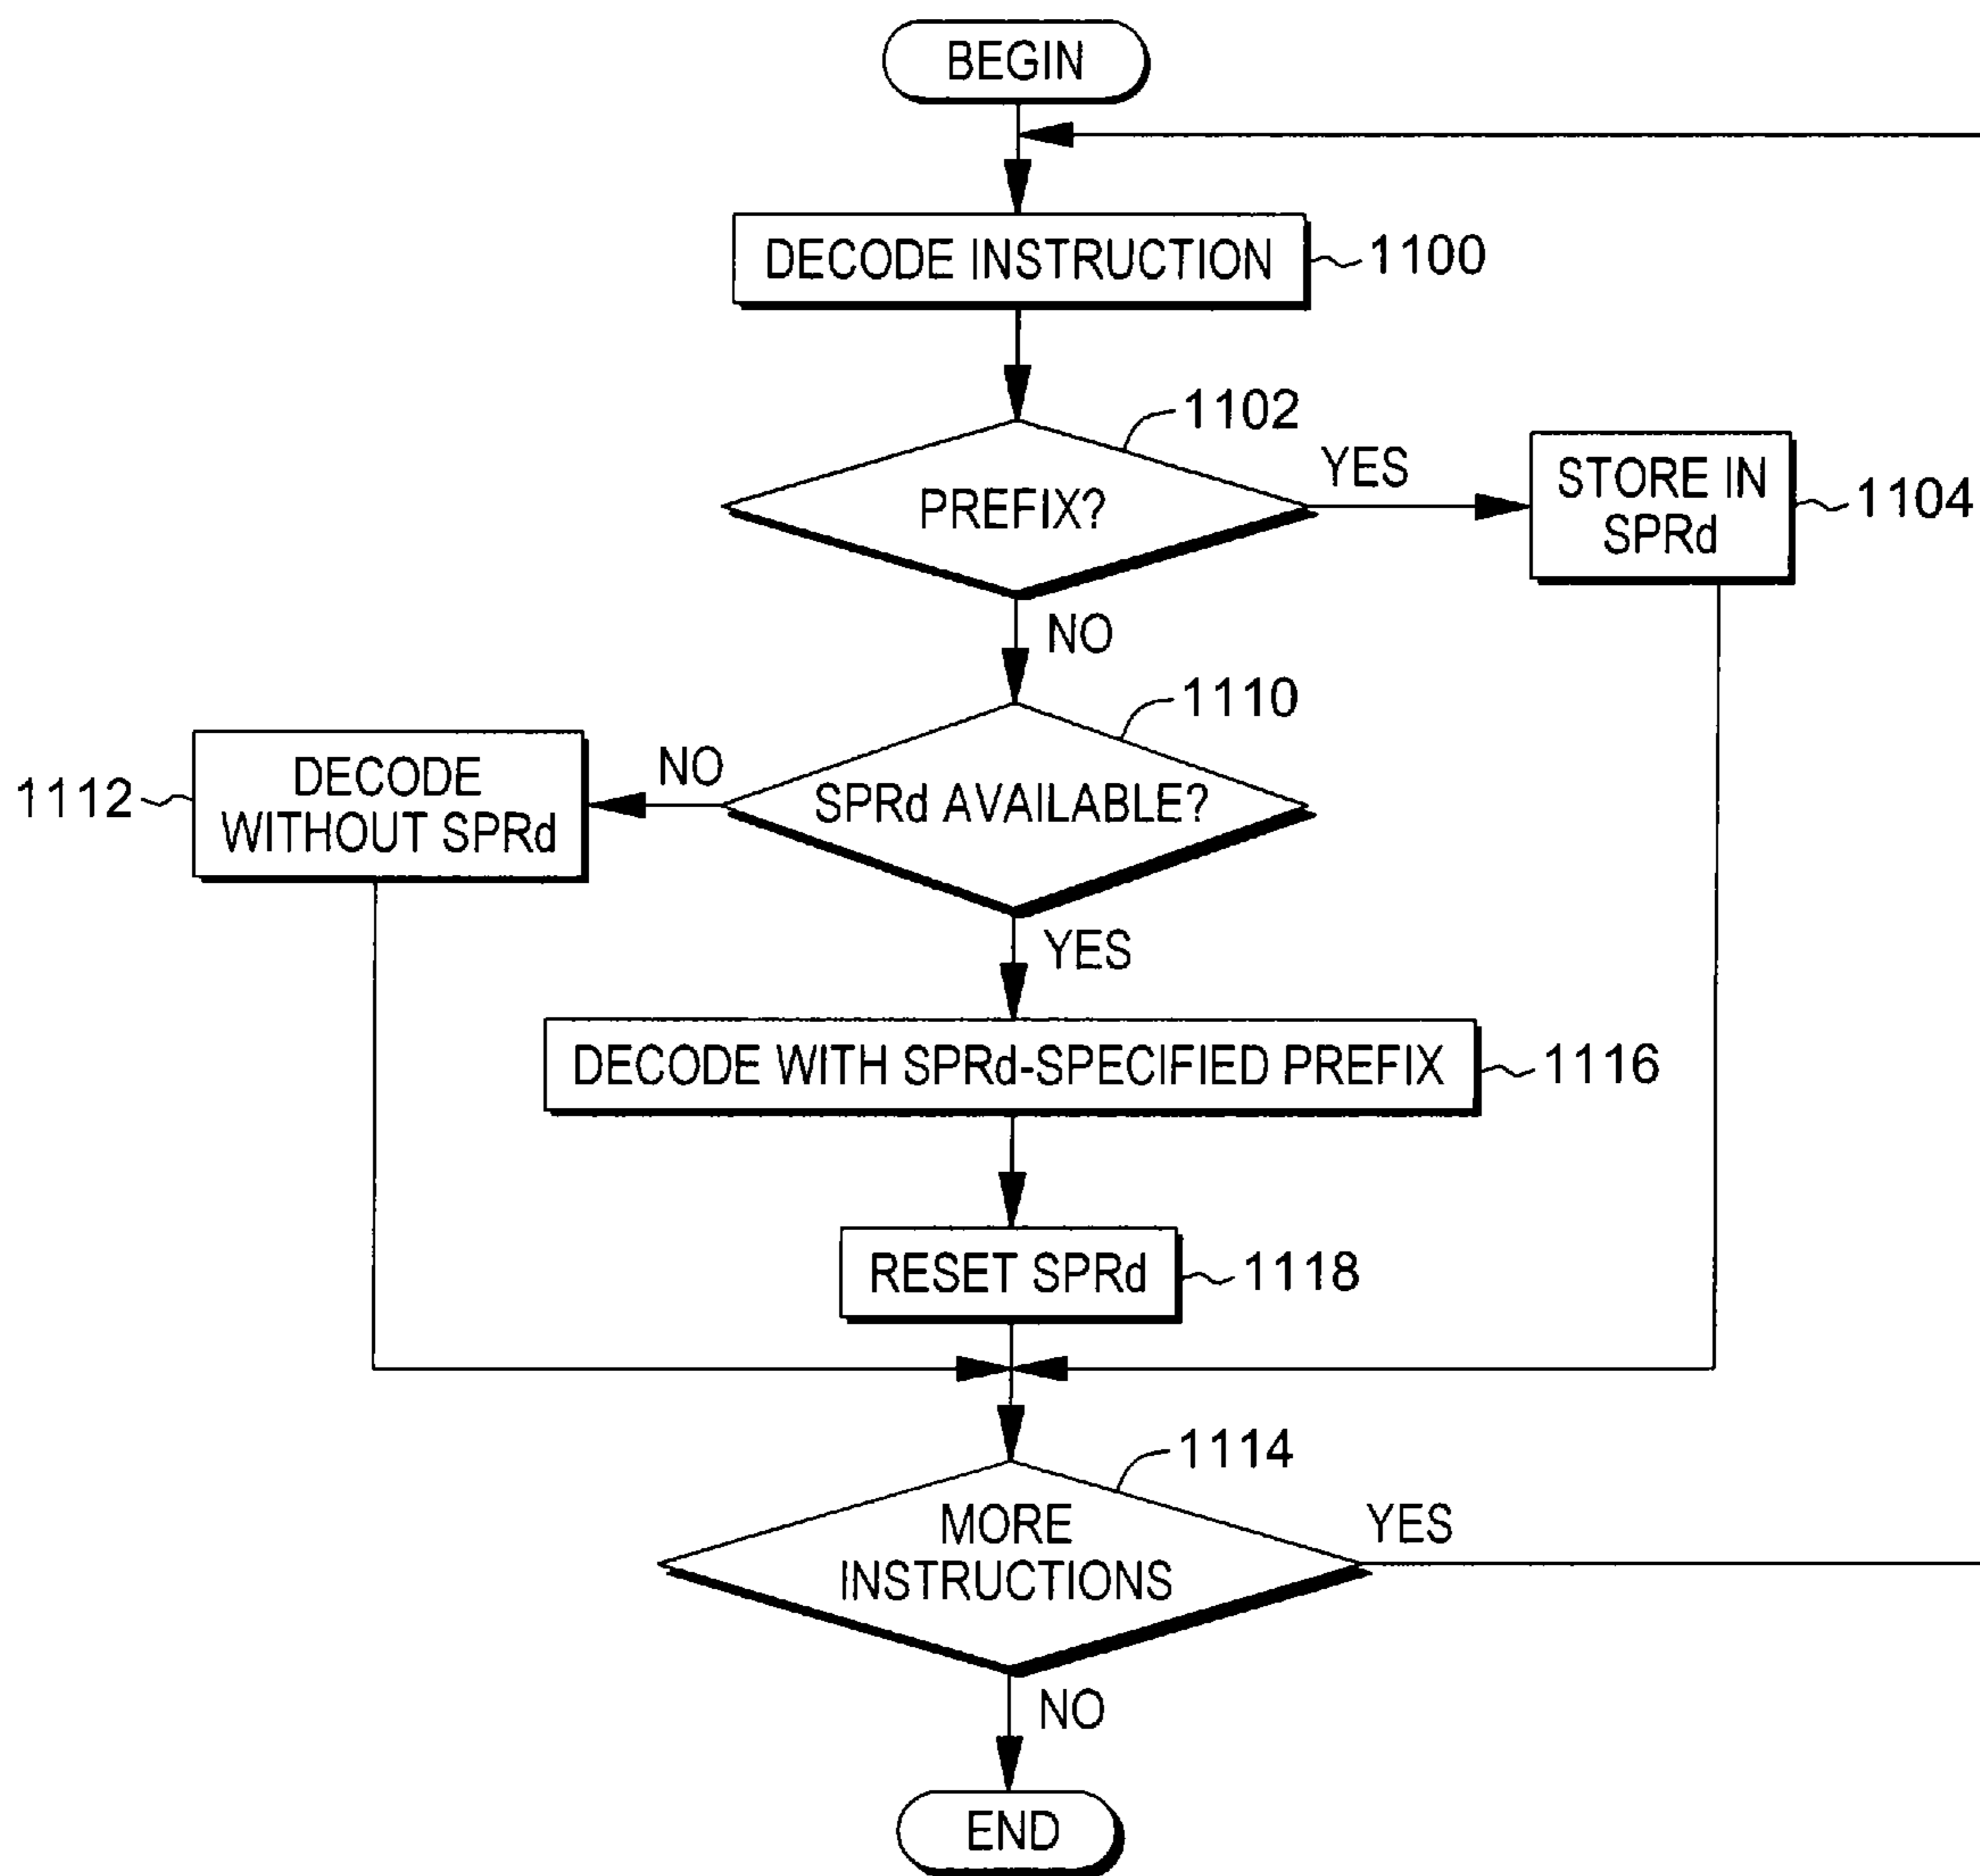 BEGIN
DECODE INSTRUCTION
1100
1102
PREFIX?
YES
STORE IN
SPRd
1104
NO
1110
SPRd AVAILABLE?
NO
DECODE
WITHOUT SPRd
1112
YES
DECODE WITH SPRd-SPECIFIED PREFIX
1116
RESET SPRd
1118
1114
MORE
INSTRUCTIONS
YES
NO
END